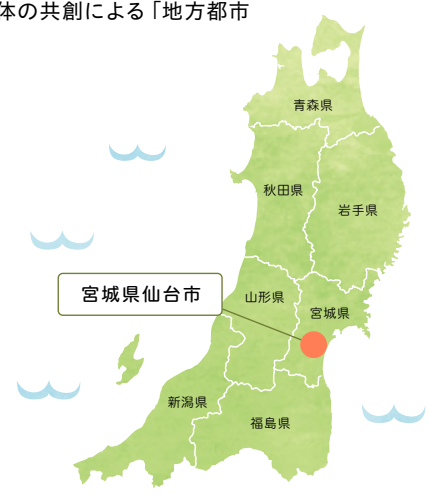 体の共創による「地方都市
青森県
秋田県
岩手県
宮城県仙台市
山形県
宮城県
新潟県
福島県